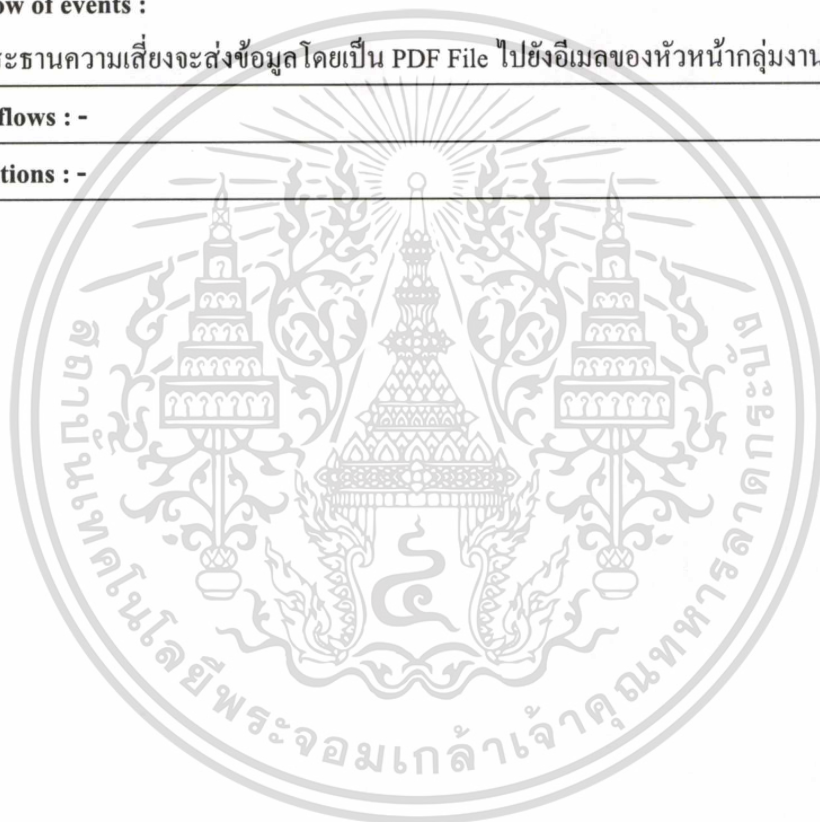 ow of events :
ระธานความเสี่ยงจะส่งข้อมูลโดยเป็น PDF File ไปยังอีเมลของหัวหน้ากลุ่มงาน
flows : -
tions : -
สถาบันเทคโนโลยีพระจอมเกล้าเจ้าคุณทหารลาดกระบัง